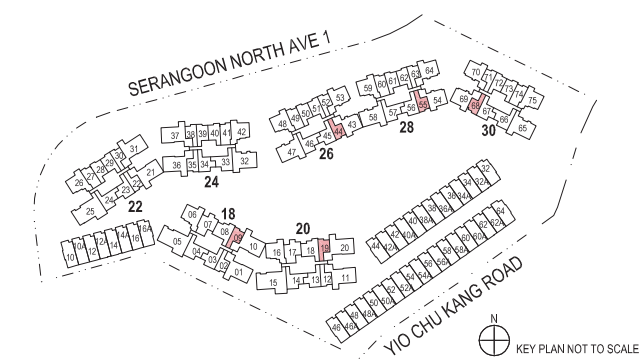 SERANGOON NORTH AVE 1
70 71 72 73 74 75
69 68 67 66 65
30
59 60 61 62 63 64
58 57 56 55 54
28
48 49 50 51 52 53
47 46 45 44 43
26
37 38 39 40 41 42
36 35 34 33 32
24
26 27 28 29 30 31
25 24 23 22 21
22
10 10A 12 12A 14 14A 16 16A
18
06 07 08 09 10
05 04 03 02 01
20
16 17 18 19 20
15 14 13 12 11
44 42 40A 40 38A 38 36A 36 34A 34 32A 32
46 46A 48 48A 50 50A 52 52A 54 54A 56 56A 58 58A 60 60A 62 62A 64
YIO CHU KANG ROAD
N
KEY PLAN NOT TO SCALE